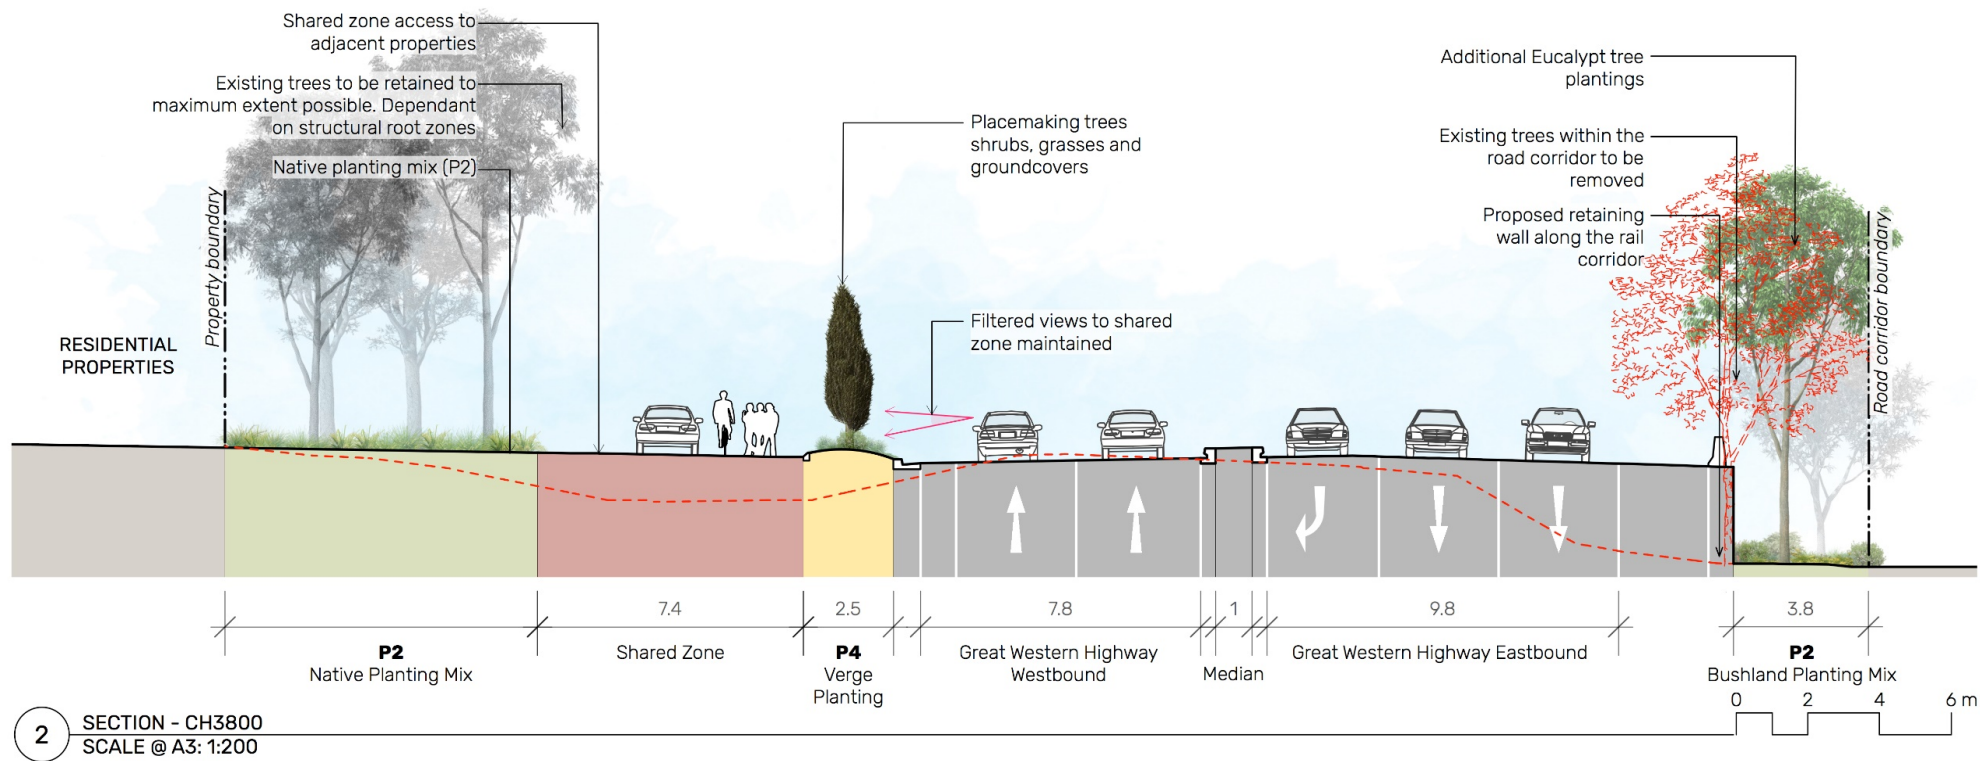 Shared zone access to
adjacent properties
Existing trees to be retained to
maximum extent possible. Dependant
on structural root zones
Native planting mix (P2)
Property boundary
RESIDENTIAL
PROPERTIES
Placemaking trees
shrubs, grasses and
groundcovers
Filtered views to shared
zone maintained
Additional Eucalypt tree
plantings
Existing trees within the
road corridor to be
removed
Proposed retaining
wall along the rail
corridor
Road corridor boundary
7.4
2.5
7.8
1
9.8
3.8
P2
Native Planting Mix
Shared Zone
P4
Verge
Planting
Great Western Highway
Westbound
Median
Great Western Highway Eastbound
P2
Bushland Planting Mix
0 2 4 6 m
2
SECTION - CH3800
SCALE @ A3: 1:200